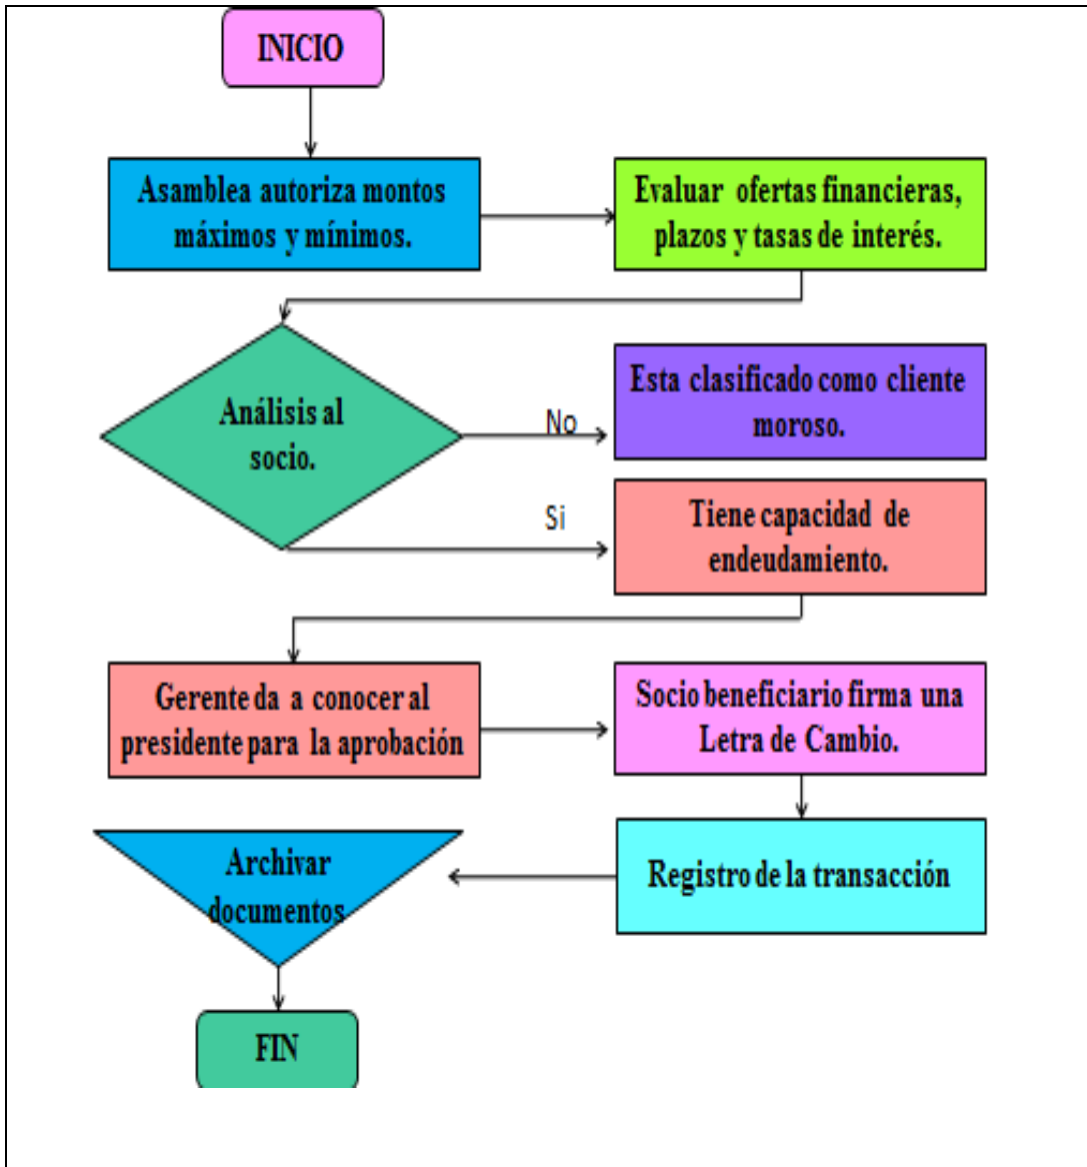 INICIO
Asamblea autoriza montos
máximos y mínimos.
Evaluar ofertas financieras,
plazos y tasas de interés.
Análisis al
socio.
No
Esta clasificado como cliente
moroso.
Si
Tiene capacidad de
endeudamiento.
Gerente da a conocer al
presidente para la aprobación
Socio beneficiario firma una
Letra de Cambio.
Registro de la transacción
Archivar
documentos
FIN